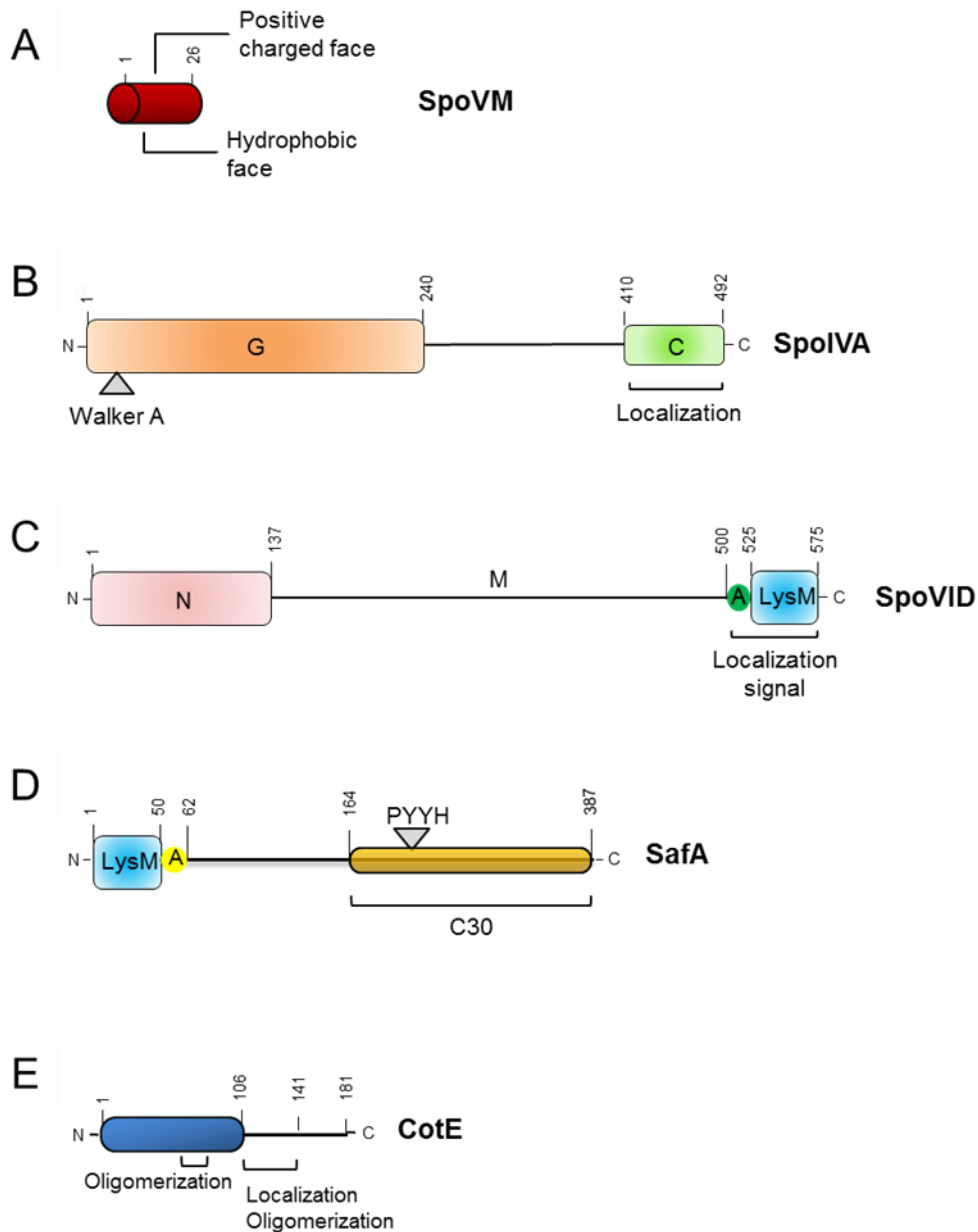 A
Positive
charged face
1
26
SpoVM
Hydrophobic
face
B
1
240
410
492
N
G
C
C
SpoIVA
Walker A
Localization
C
1
137
M
500
525
575
N
N
A
LysM
C
SpoVID
Localization
signal
D
1
50
62
164
PYYH
387
N
LysM
A
C
SafA
C30
E
1
106
141
181
N
C
CotE
Oligomerization
Localization
Oligomerization